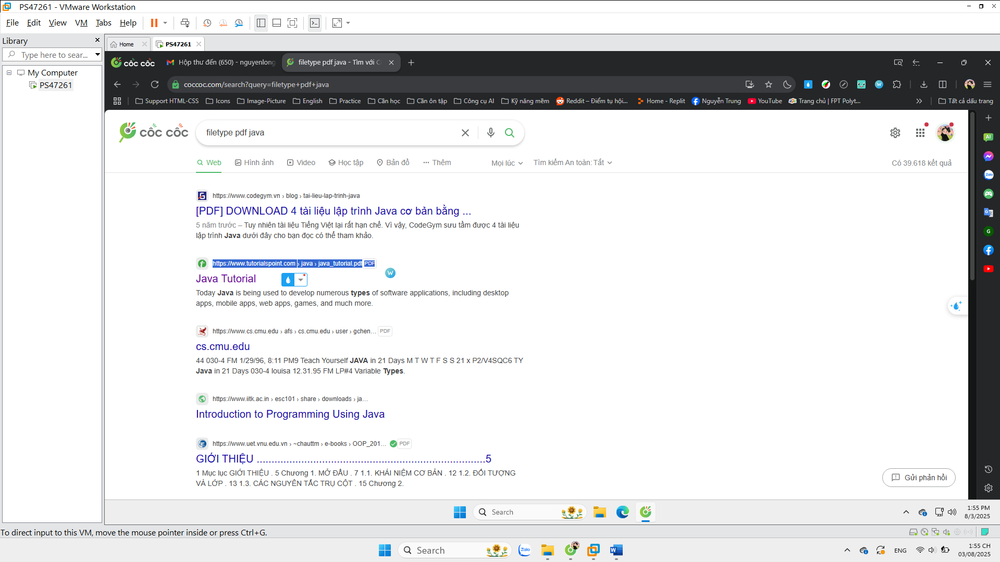 PS47261 - VMware Workstation
File Edit View VM Tabs Help
Library
Type here to sear...
My Computer
PS47261
Home
PS47261
cốc cốc
Hộp thư đến (650) - nguyenlong
filetype pdf java - Tìm với C
coccoc.com/search?query=filetype+pdf+java
Support HTML-CSS Icons Image-Picture English Practice Cần học Cần ôn tập Công cụ AI Kỹ năng mềm Reddit – Điểm tụ hội... Home - Replit Nguyễn Trung YouTube Trang chủ | FPT Polyt... Tất cả dấu trang
cốc cốc
filetype pdf java
Web Hình ảnh Video Học tập Bản đồ Thêm Mọi lúc Tìm kiếm An toàn: Tắt Có 39.618 kết quả
https://www.codegym.vn › blog › tai-lieu-lap-trinh-java
[PDF] DOWNLOAD 4 tài liệu lập trình Java cơ bản bằng ...
5 năm trước – Tuy nhiên tài liệu Tiếng Việt lại rất hạn chế. Vì vậy, CodeGym sưu tầm được 4 tài liệu
lập trình Java dưới đây cho bạn đọc có thể tham khảo.
https://www.tutorialspoint.com › java › java_tutorial.pdf PDF
W
Java Tutorial
Today Java is being used to develop numerous types of software applications, including desktop
apps, mobile apps, web apps, games, and much more.
https://www.cs.cmu.edu › afs › cs.cmu.edu › user › gchen... PDF
cs.cmu.edu
44 030-4 FM 1/29/96, 8:11 PM9 Teach Yourself JAVA in 21 Days M T W T F S S 21 x P2/V4SQC6 TY
Java in 21 Days 030-4 louisa 12.31.95 FM LP#4 Variable Types.
https://www.iitk.ac.in › esc101 › share › downloads › ja...
Introduction to Programming Using Java
https://www.uet.vnu.edu.vn › ~chauttm › e-books › OOP_201... PDF
GIỚI THIỆU .............................................................................5
1 Mục lục GIỚI THIỆU . 5 Chương 1. MỞ ĐẦU . 7 1.1. KHÁI NIỆM CƠ BẢN . 12 1.2. ĐỐI TƯỢNG
VÀ LỚP . 13 1.3. CÁC NGUYÊN TẮC TRỤ CỘT . 15 Chương 2.
Gửi phản hồi
AI
Zalo
G
Search
1:55 PM
8/3/2025
To direct input to this VM, move the mouse pointer inside or press Ctrl+G.
Search
Zalo
ENG
1:55 CH
03/08/2025